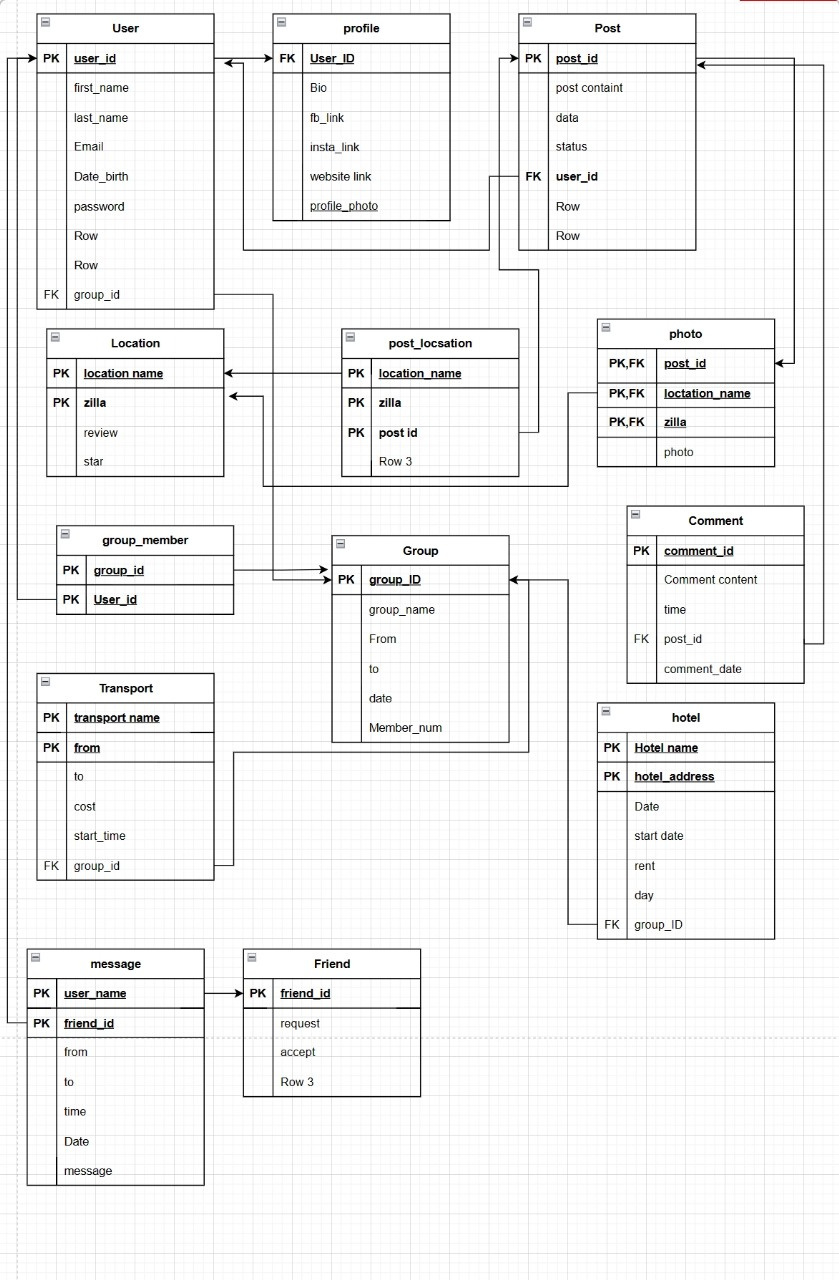 User
PK user_id
first_name
last_name
Email
Date_birth
password
Row
Row
FK group_id
profile
FK User_ID
Bio
fb_link
insta_link
website link
profile_photo
Post
PK post_id
post containt
data
status
FK user_id
Row
Row
Location
PK location name
PK zilla
review
star
post_locsation
PK location_name
PK zilla
PK post id
Row 3
photo
PK,FK post_id
PK,FK loctation_name
PK,FK zilla
photo
group_member
PK group_id
PK User_id
Group
PK group_ID
group_name
From
to
date
Member_num
Comment
PK comment_id
Comment content
time
FK post_id
comment_date
Transport
PK transport name
PK from
to
cost
start_time
FK group_id
hotel
PK Hotel name
PK hotel_address
Date
start date
rent
day
FK group_ID
message
PK user_name
PK friend_id
from
to
time
Date
message
Friend
PK friend_id
request
accept
Row 3